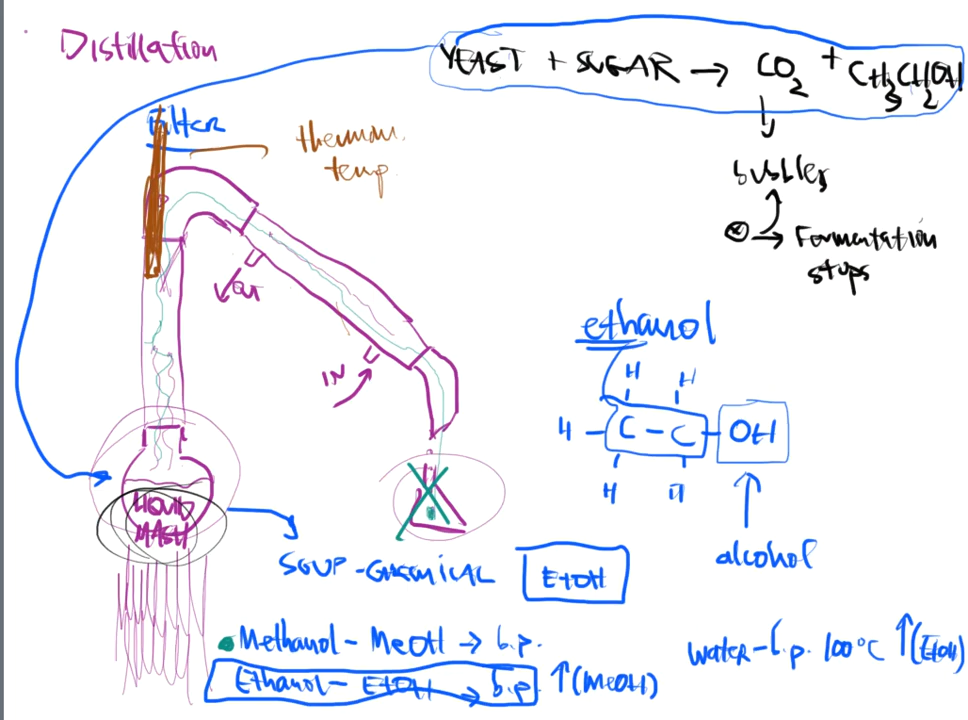 Distillation
YEAST + SUGAR → CO2 + CH3CH2OH
Filter
thermom.
temp.
bubbles
⊗ → Fermentation
stops
OUT
IN
ethanol
H H
H - C - C - OH
H H
LIQUID
MASH
alcohol
SOUP - CHEMICAL EtOH
Methanol - MeOH → b.p.
Ethanol - EtOH → b.p. ↑(MeOH)
water - b.p. 100°C ↑(EtOH)